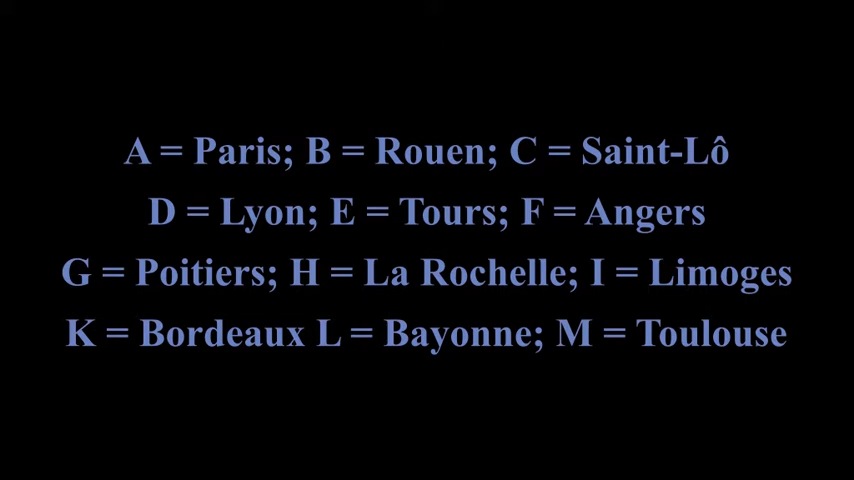 A = Paris; B = Rouen; C = Saint-Lô
D = Lyon; E = Tours; F = Angers
G = Poitiers; H = La Rochelle; I = Limoges
K = Bordeaux L = Bayonne; M = Toulouse